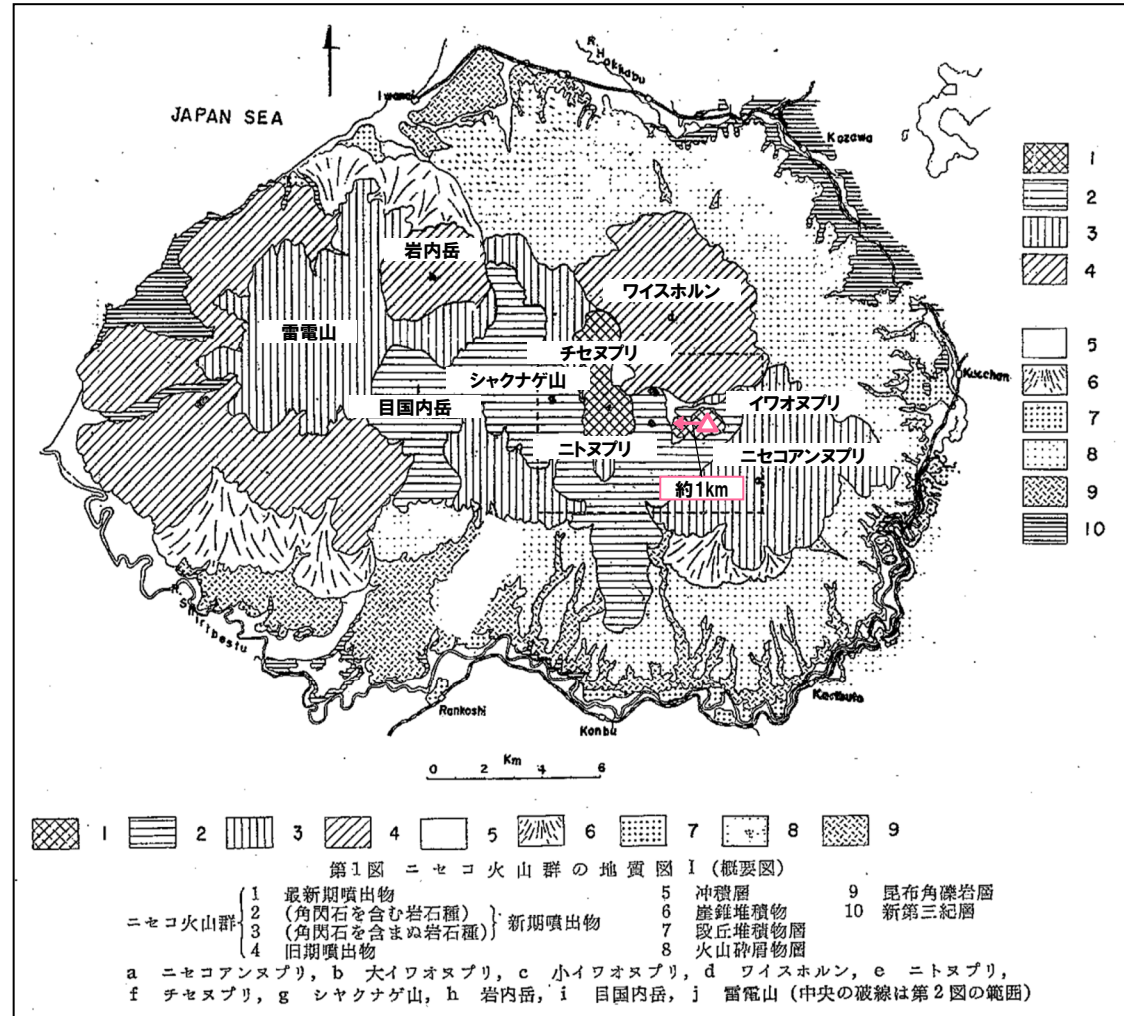 JAPAN SEA
Iwanai
R. Hokkabu
Kozawa
Kucchan
岩内岳
ワイスホルン
雷電山
チセヌプリ
シャクナゲ山
目国内岳
イワオヌプリ
ニトヌプリ
ニセコアンヌプリ
約1km
R. Shiribestu
Rankoshi
Konbu
Km
0 2 4 6
1
2
3
4
5
6
7
8
9
10
1 2 3 4 5 6 7 8 9
第1図 ニセコ火山群の地質図 I (概要図)
ニセコ火山群
1 最新期噴出物
2 (角閃石を含む岩石種)
3 (角閃石を含まぬ岩石種)
新期噴出物
4 旧期噴出物
5 冲積層
6 崖錐堆積物
7 段丘堆積物層
8 火山砕屑物層
9 昆布角礫岩層
10 新第三紀層
a ニセコアンヌプリ, b 大イワオヌプリ, c 小イワオヌプリ, d ワイスホルン, e ニトヌプリ,
f チセヌプリ, g シヤクナゲ山, h 岩内岳, i 目国内岳, j 雷電山 (中央の破線は第2図の範囲)